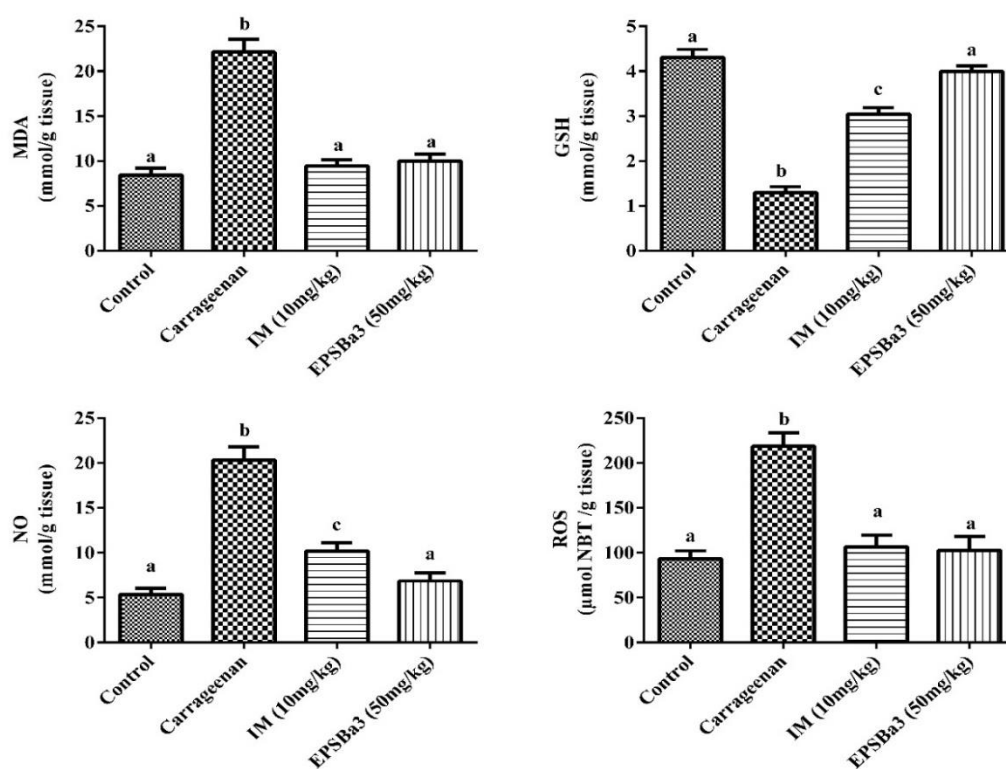 MDA
(mmol/g tissue)
25
20
15
10
5
0
a
b
a
a
Control
Carrageenan
IM (10mg/kg)
EPSBa3 (50mg/kg)
GSH
(mmol/g tissue)
5
4
3
2
1
0
a
b
c
a
Control
Carrageenan
IM (10mg/kg)
EPSBa3 (50mg/kg)
NO
(mmol/g tissue)
25
20
15
10
5
0
a
b
c
a
Control
Carrageenan
IM (10mg/kg)
EPSBa3 (50mg/kg)
ROS
(µmol NBT /g tissue)
250
200
150
100
50
0
a
b
a
a
Control
Carrageenan
IM (10mg/kg)
EPSBa3 (50mg/kg)